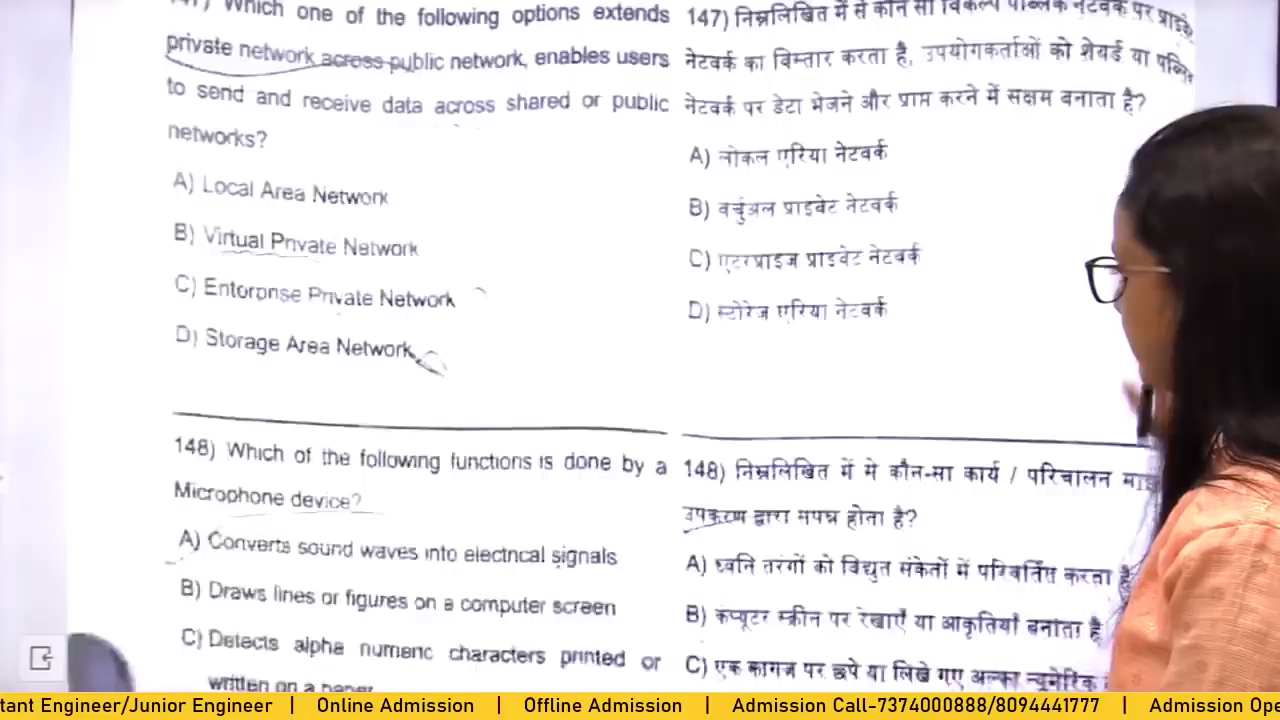 Which one of the following options extends
private network across public network, enables users
to send and receive data across shared or public
networks?
A) Local Area Network
B) Virtual Private Network
C) Enterprise Private Network
D) Storage Area Network
147) निम्नलिखित में से कौन सा विकल्प पब्लिक नेटवर्क पर
नेटवर्क का विस्तार करता है, उपयोगकर्ताओं को शेयर्ड या
नेटवर्क पर डेटा भेजने और प्राप्त करने में सक्षम बनाता है?
A) लोकल एरिया नेटवर्क
B) वर्चुअल प्राइवेट नेटवर्क
C) एंटरप्राइज प्राइवेट नेटवर्क
D) स्टोरेज एरिया नेटवर्क
148) Which of the following functions is done by a
Microphone device?
A) Converts sound waves into electrical signals
B) Draws lines or figures on a computer screen
C) Detects alpha numeric characters printed or
written on a paper
148) निम्नलिखित में से कौन-सा कार्य / परिचालन
उपकरण द्वारा संपन्न होता है?
A) ध्वनि तरंगों को विद्युत संकेतों में परिवर्तित करता है
B) कंप्यूटर स्क्रीन पर रेखाएँ या आकृतियाँ बनाता है
C) एक कागज पर छपे या लिखे गए अल्फा न्यूमेरिक
tant Engineer/Junior Engineer | Online Admission | Offline Admission | Admission Call-7374000888/8094441777 | Admission Ope